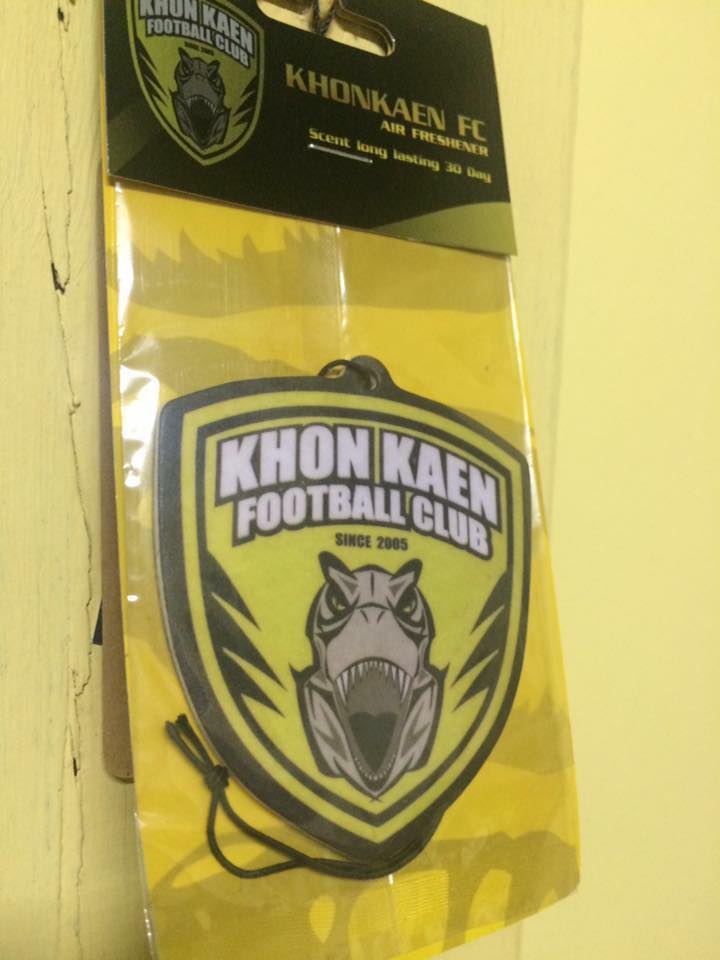 KHON KAEN
FOOTBALL CLUB
SINCE 2005
KHONKAEN FC
AIR FRESHENER
Scent long lasting 30 Day
KHON KAEN
FOOTBALL CLUB
SINCE 2005